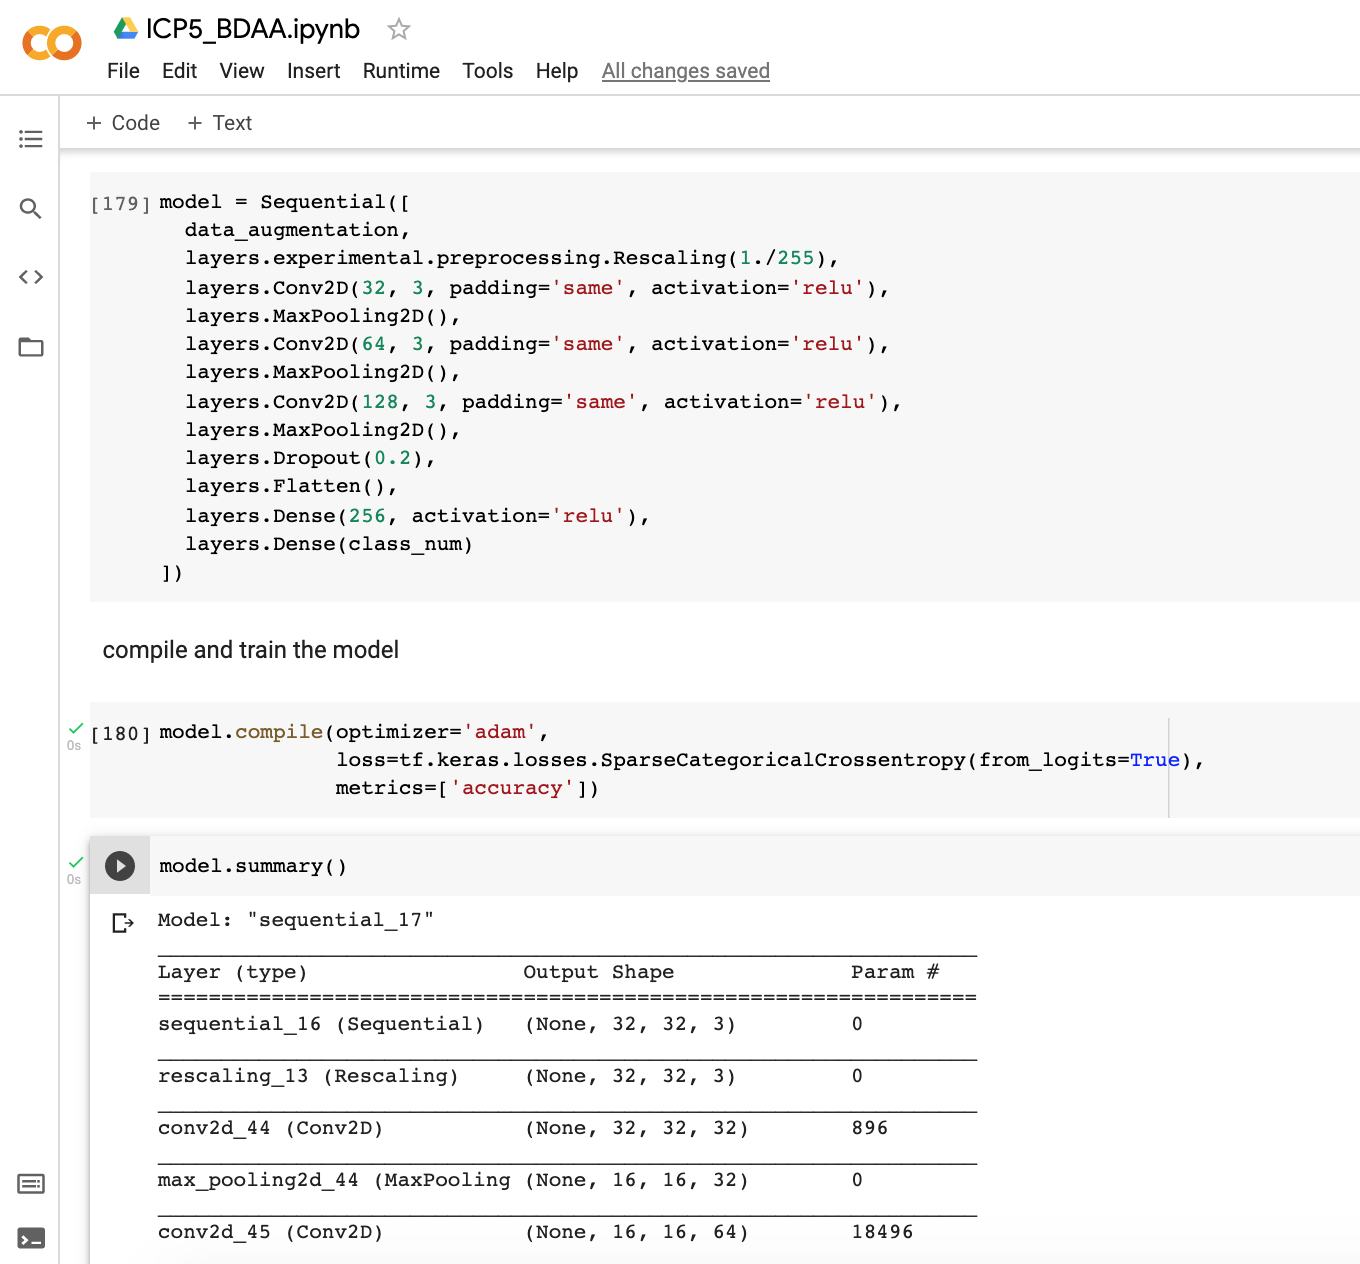 ICP5_BDAA.ipynb
File Edit View Insert Runtime Tools Help All changes saved
+ Code + Text
[179] model = Sequential([
  data_augmentation,
  layers.experimental.preprocessing.Rescaling(1./255),
  layers.Conv2D(32, 3, padding='same', activation='relu'),
  layers.MaxPooling2D(),
  layers.Conv2D(64, 3, padding='same', activation='relu'),
  layers.MaxPooling2D(),
  layers.Conv2D(128, 3, padding='same', activation='relu'),
  layers.MaxPooling2D(),
  layers.Dropout(0.2),
  layers.Flatten(),
  layers.Dense(256, activation='relu'),
  layers.Dense(class_num)
])
compile and train the model
0s [180] model.compile(optimizer='adam',
              loss=tf.keras.losses.SparseCategoricalCrossentropy(from_logits=True),
              metrics=['accuracy'])
0s model.summary()
Model: "sequential_17"
_________________________________________________________________
Layer (type)                 Output Shape              Param #
=================================================================
sequential_16 (Sequential)   (None, 32, 32, 3)         0
_________________________________________________________________
rescaling_13 (Rescaling)     (None, 32, 32, 3)         0
_________________________________________________________________
conv2d_44 (Conv2D)           (None, 32, 32, 32)        896
_________________________________________________________________
max_pooling2d_44 (MaxPooling (None, 16, 16, 32)        0
_________________________________________________________________
conv2d_45 (Conv2D)           (None, 16, 16, 64)        18496